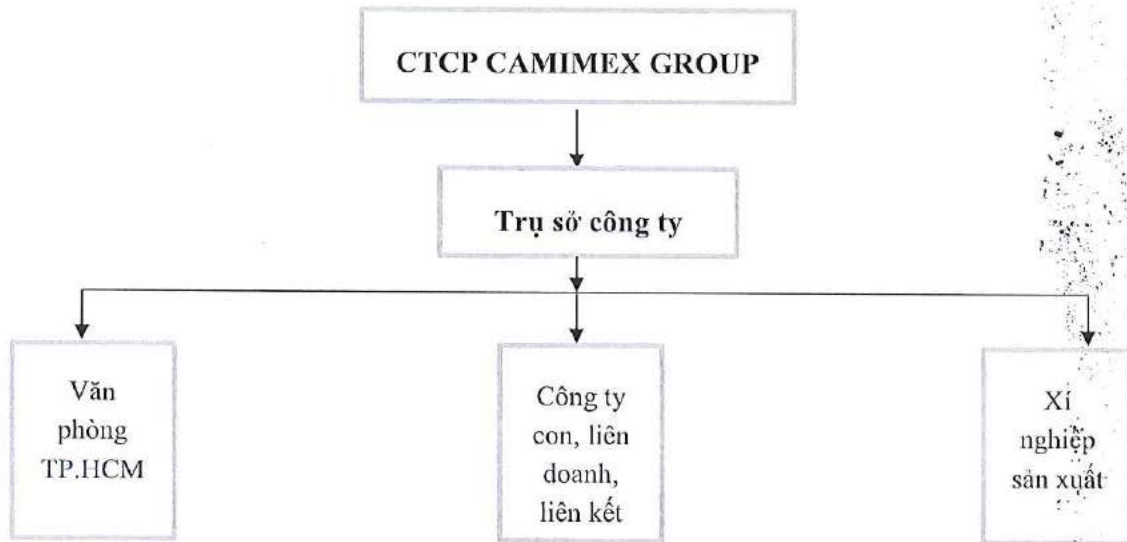 CTCP CAMIMEX GROUP
Trụ sở công ty
Văn
phòng
TP.HCM
Công ty
con, liên
doanh,
liên kết
Xí
nghiệp
sản xuất